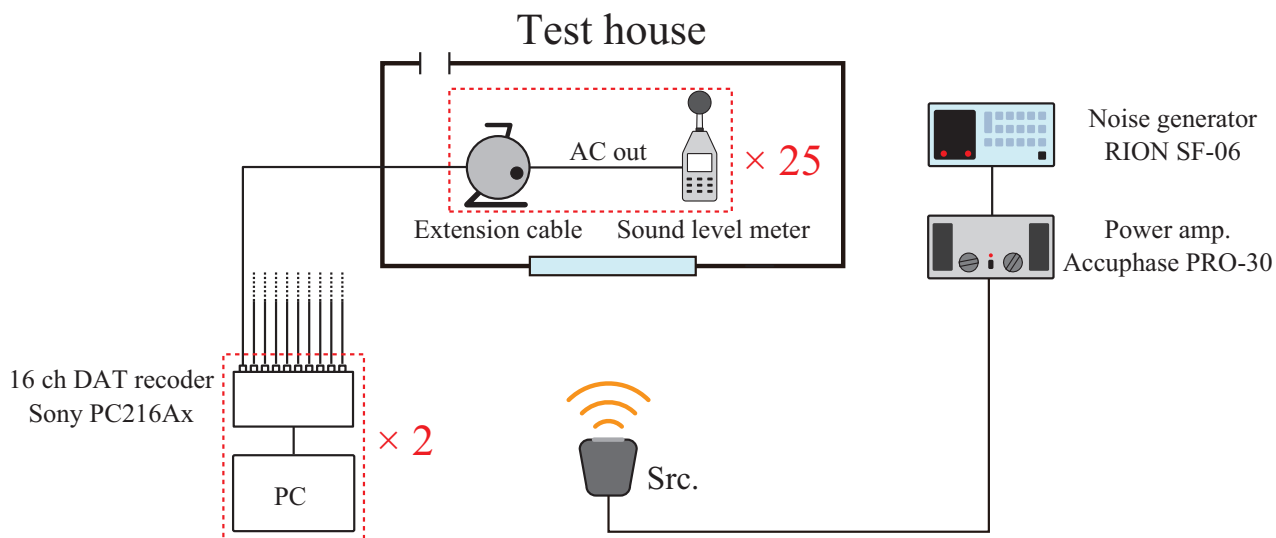 Test house
AC out
× 25
Extension cable
Sound level meter
Noise generator
RION SF-06
Power amp.
Accuphase PRO-30
16 ch DAT recoder
Sony PC216Ax
× 2
PC
Src.